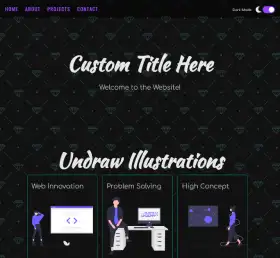 HOME ABOUT PROJECTS CONTACT Dark Mode
Custom Title Here
Welcome to the Website!
Undraw Illustrations
Web Innovation Problem Solving High Concept